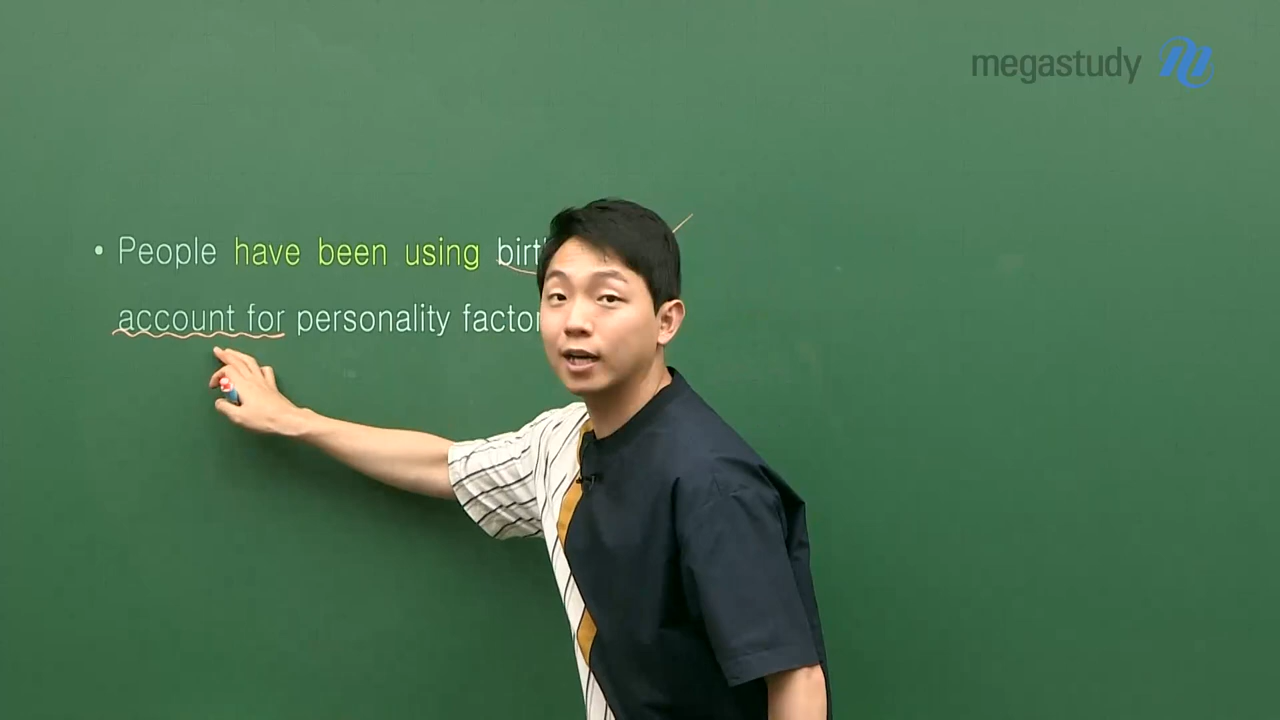 megastudy
• People have been using
account for personality